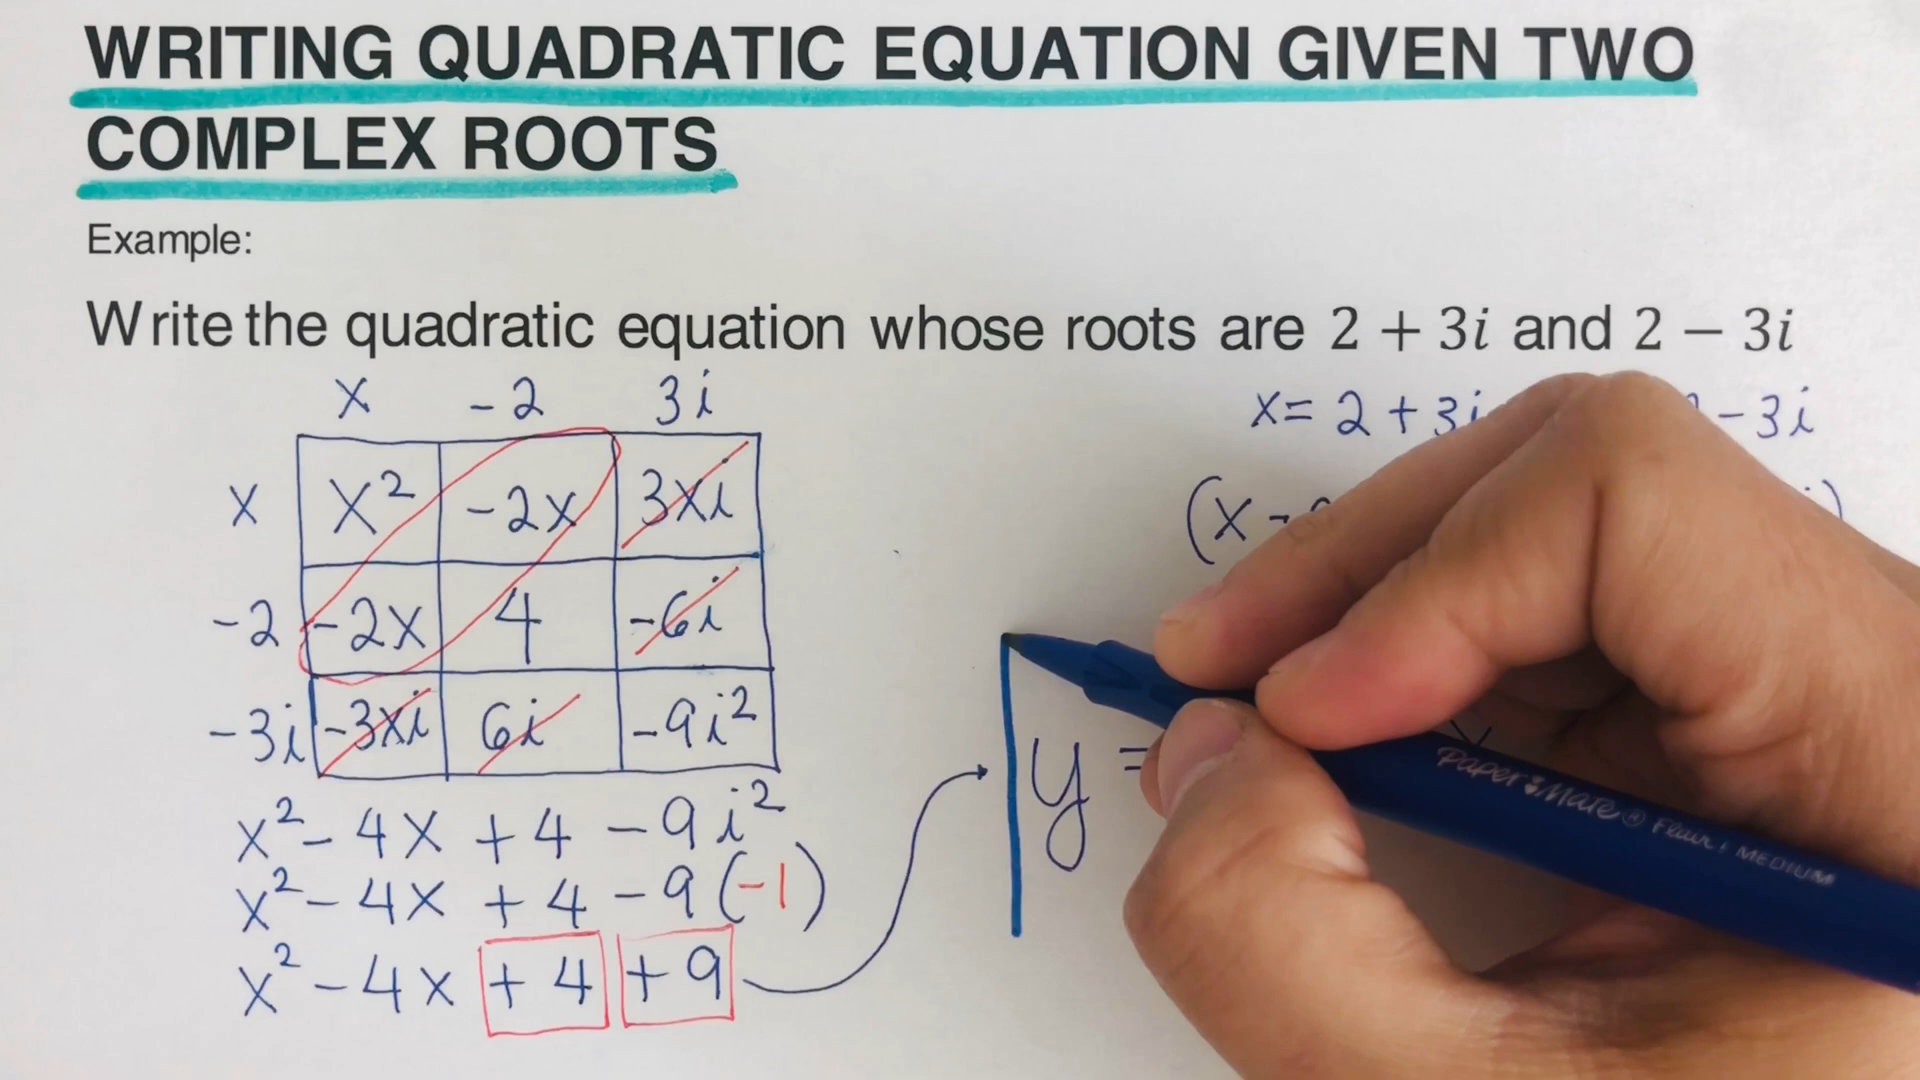 WRITING QUADRATIC EQUATION GIVEN TWO
COMPLEX ROOTS
Example:
Write the quadratic equation whose roots are 2 + 3i and 2 − 3i
x -2 3i
x x² -2x 3xi
-2 -2x 4 -6i
-3i -3xi 6i -9i²
x² - 4x + 4 - 9i²
x² - 4x + 4 - 9(-1)
x² - 4x + 4 + 9
x = 2 + 3i - 3i
(x - )
y =
Paper Mate® Flair MEDIUM